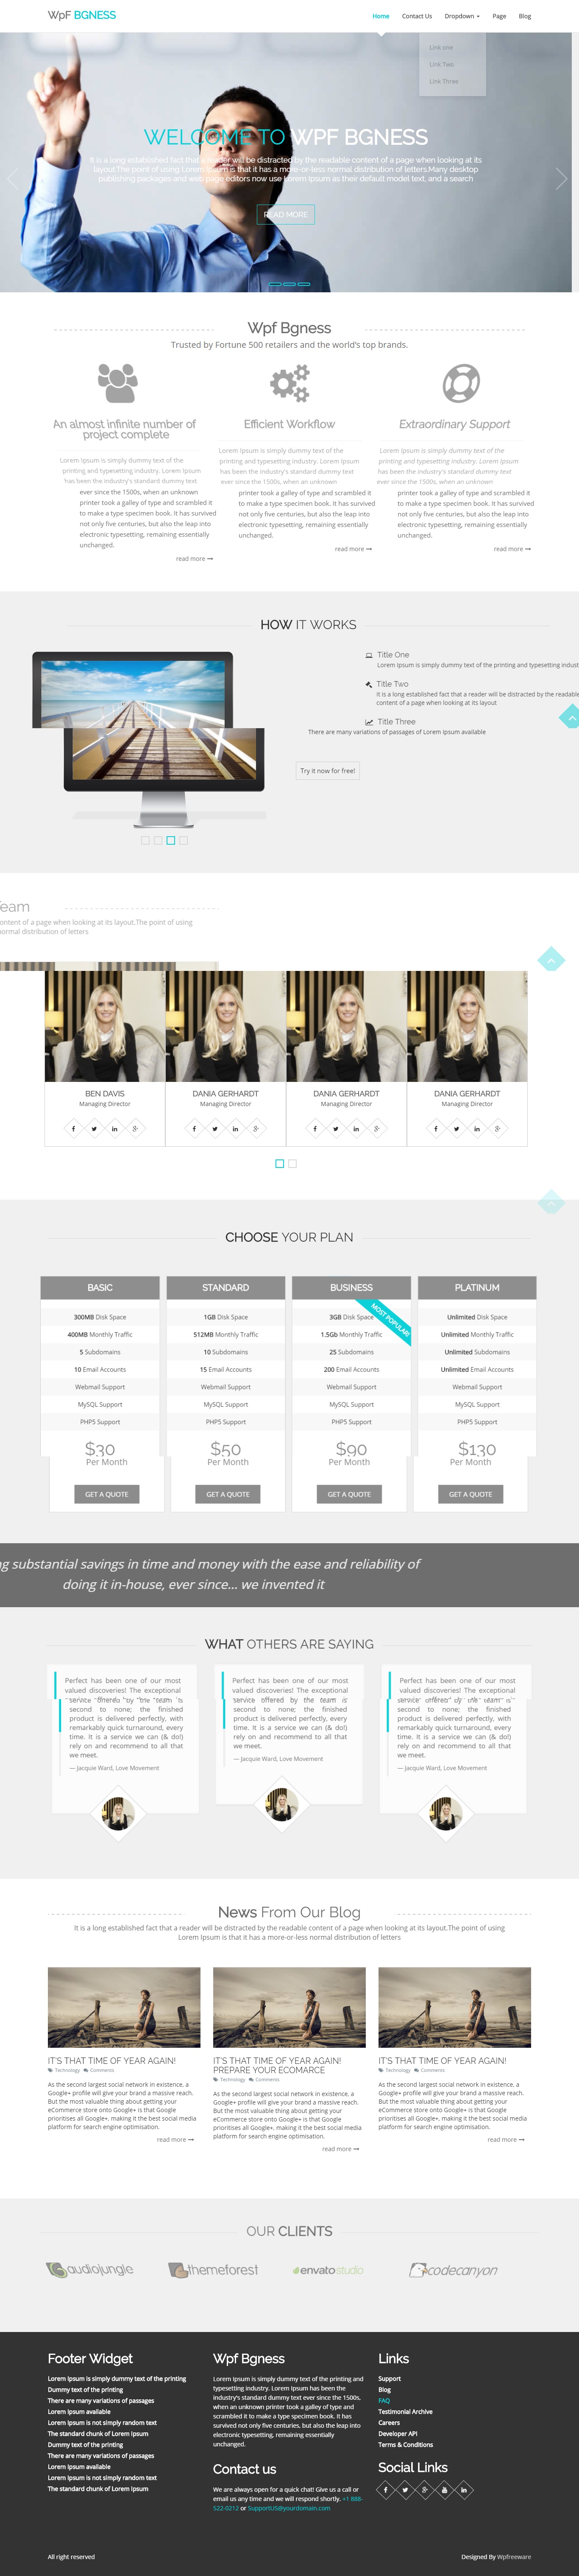 WpF BGNESS
Home Contact Us Dropdown Page Blog
Link one
Link Two
Link Three
WELCOME TO WPF BGNESS
It is a long established fact that a reader will be distracted by the readable content of a page when looking at its
layout.The point of using Lorem Ipsum is that it has a more-or-less normal distribution of letters.Many desktop
publishing packages and web page editors now use Lorem Ipsum as their default model text, and a search
READ MORE
Wpf Bgness
Trusted by Fortune 500 retailers and the world's top brands.
An almost infinite number of
project complete
Lorem Ipsum is simply dummy text of the
printing and typesetting industry. Lorem Ipsum
has been the industry's standard dummy text
ever since the 1500s, when an unknown
printer took a galley of type and scrambled it
to make a type specimen book. It has survived
not only five centuries, but also the leap into
electronic typesetting, remaining essentially
unchanged.
read more
Efficient Workflow
Lorem Ipsum is simply dummy text of the
printing and typesetting industry. Lorem Ipsum
has been the industry's standard dummy text
ever since the 1500s, when an unknown
printer took a galley of type and scrambled it
to make a type specimen book. It has survived
not only five centuries, but also the leap into
electronic typesetting, remaining essentially
unchanged.
read more
Extraordinary Support
Lorem Ipsum is simply dummy text of the
printing and typesetting industry. Lorem Ipsum
has been the industry's standard dummy text
ever since the 1500s, when an unknown
printer took a galley of type and scrambled it
to make a type specimen book. It has survived
not only five centuries, but also the leap into
electronic typesetting, remaining essentially
unchanged.
read more
HOW IT WORKS
Title One
Lorem Ipsum is simply dummy text of the printing and typesetting indust
Title Two
It is a long established fact that a reader will be distracted by the readable
content of a page when looking at its layout
Title Three
There are many variations of passages of Lorem Ipsum available
Try it now for free!
Team
ontent of a page when looking at its layout.The point of using
normal distribution of letters
BEN DAVIS
Managing Director
DANIA GERHARDT
Managing Director
DANIA GERHARDT
Managing Director
DANIA GERHARDT
Managing Director
CHOOSE YOUR PLAN
BASIC
300MB Disk Space
400MB Monthly Traffic
5 Subdomains
10 Email Accounts
Webmail Support
MySQL Support
PHP5 Support
$30
Per Month
GET A QUOTE
STANDARD
1GB Disk Space
512MB Monthly Traffic
10 Subdomains
15 Email Accounts
Webmail Support
MySQL Support
PHP5 Support
$50
Per Month
GET A QUOTE
BUSINESS
MOST POPULAR
3GB Disk Space
1.5Gb Monthly Traffic
25 Subdomains
200 Email Accounts
Webmail Support
MySQL Support
PHP5 Support
$90
Per Month
GET A QUOTE
PLATINUM
Unlimited Disk Space
Unlimited Monthly Traffic
Unlimited Subdomains
Unlimited Email Accounts
Webmail Support
MySQL Support
PHP5 Support
$130
Per Month
GET A QUOTE
ng substantial savings in time and money with the ease and reliability of
doing it in-house, ever since... we invented it
WHAT OTHERS ARE SAYING
Perfect has been one of our most
valued discoveries! The exceptional
service offered by the team is
second to none; the finished
product is delivered perfectly, with
remarkably quick turnaround, every
time. It is a service we can (& do!)
rely on and recommend to all that
we meet.
— Jacquie Ward, Love Movement
Perfect has been one of our most
valued discoveries! The exceptional
service offered by the team is
second to none; the finished
product is delivered perfectly, every
time. It is a service we can (& do!)
rely on and recommend to all that
we meet.
— Jacquie Ward, Love Movement
Perfect has been one of our most
valued discoveries! The exceptional
service offered by the team is
second to none; the finished
product is delivered perfectly, with
remarkably quick turnaround, every
time. It is a service we can (& do!)
rely on and recommend to all that
we meet.
— Jacquie Ward, Love Movement
News From Our Blog
It is a long established fact that a reader will be distracted by the readable content of a page when looking at its layout.The point of using
Lorem Ipsum is that it has a more-or-less normal distribution of letters
IT'S THAT TIME OF YEAR AGAIN!
Technology Comments
As the second largest social network in existence, a
Google+ profile will give your brand a massive reach.
But the most valuable thing about getting your
eCommerce store onto Google+ is that Google
prioritises all Google+, making it the best social media
platform for search engine optimisation.
read more
IT'S THAT TIME OF YEAR AGAIN!
PREPARE YOUR ECOMARCE
Technology Comments
As the second largest social network in existence, a
Google+ profile will give your brand a massive reach.
But the most valuable thing about getting your
eCommerce store onto Google+ is that Google
prioritises all Google+, making it the best social media
platform for search engine optimisation.
read more
IT'S THAT TIME OF YEAR AGAIN!
Technology Comments
As the second largest social network in existence, a
Google+ profile will give your brand a massive reach.
But the most valuable thing about getting your
eCommerce store onto Google+ is that Google
prioritises all Google+, making it the best social media
platform for search engine optimisation.
read more
OUR CLIENTS
audiojungle themeforest envatostudio codecanyon
Footer Widget
Lorem Ipsum is simply dummy text of the printing
Dummy text of the printing
There are many variations of passages
Lorem Ipsum available
Lorem Ipsum is not simply random text
The standard chunk of Lorem Ipsum
Dummy text of the printing
There are many variations of passages
Lorem Ipsum available
Lorem Ipsum is not simply random text
The standard chunk of Lorem Ipsum
Wpf Bgness
Lorem Ipsum is simply dummy text of the printing and
typesetting industry. Lorem Ipsum has been the
industry's standard dummy text ever since the 1500s,
when an unknown printer took a galley of type and
scrambled it to make a type specimen book. It has
survived not only five centuries, but also the leap into
electronic typesetting, remaining essentially
unchanged.
Contact us
We are always open for a quick chat! Give us a call or
email us any time and we will respond shortly. +1 888-
522-0212 or SupportUS@yourdomain.com
Links
Support
Blog
FAQ
Testimonial Archive
Careers
Developer API
Terms & Conditions
Social Links
All right reserved
Designed By Wpfreeware